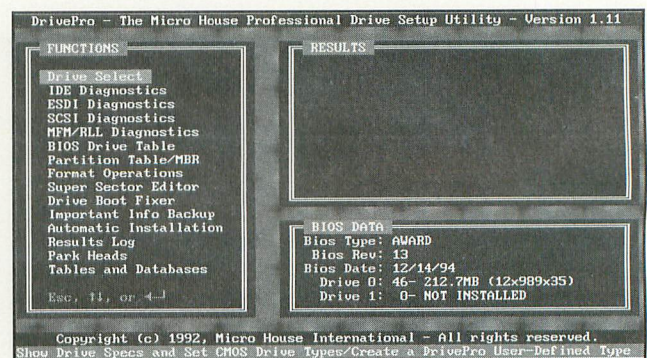 DrivePro - The Micro House Professional Drive Setup Utility - Version 1.11
FUNCTIONS
Drive Select
IDE Diagnostics
ESDI Diagnostics
SCSI Diagnostics
MFM/RLL Diagnostics
BIOS Drive Table
Partition Table/MBR
Format Operations
Super Sector Editor
Drive Boot Fixer
Important Info Backup
Automatic Installation
Results Log
Park Heads
Tables and Databases
Esc, ↑↓, or ◄┘
RESULTS
BIOS DATA
Bios Type: AWARD
Bios Rev: 13
Bios Date: 12/14/94
Drive 0: 46- 212.7MB (12x989x35)
Drive 1: 0- NOT INSTALLED
Copyright (c) 1992, Micro House International - All rights reserved.
Show Drive Specs and Set CMOS Drive Types/Create a DrivePro User-Defined Type